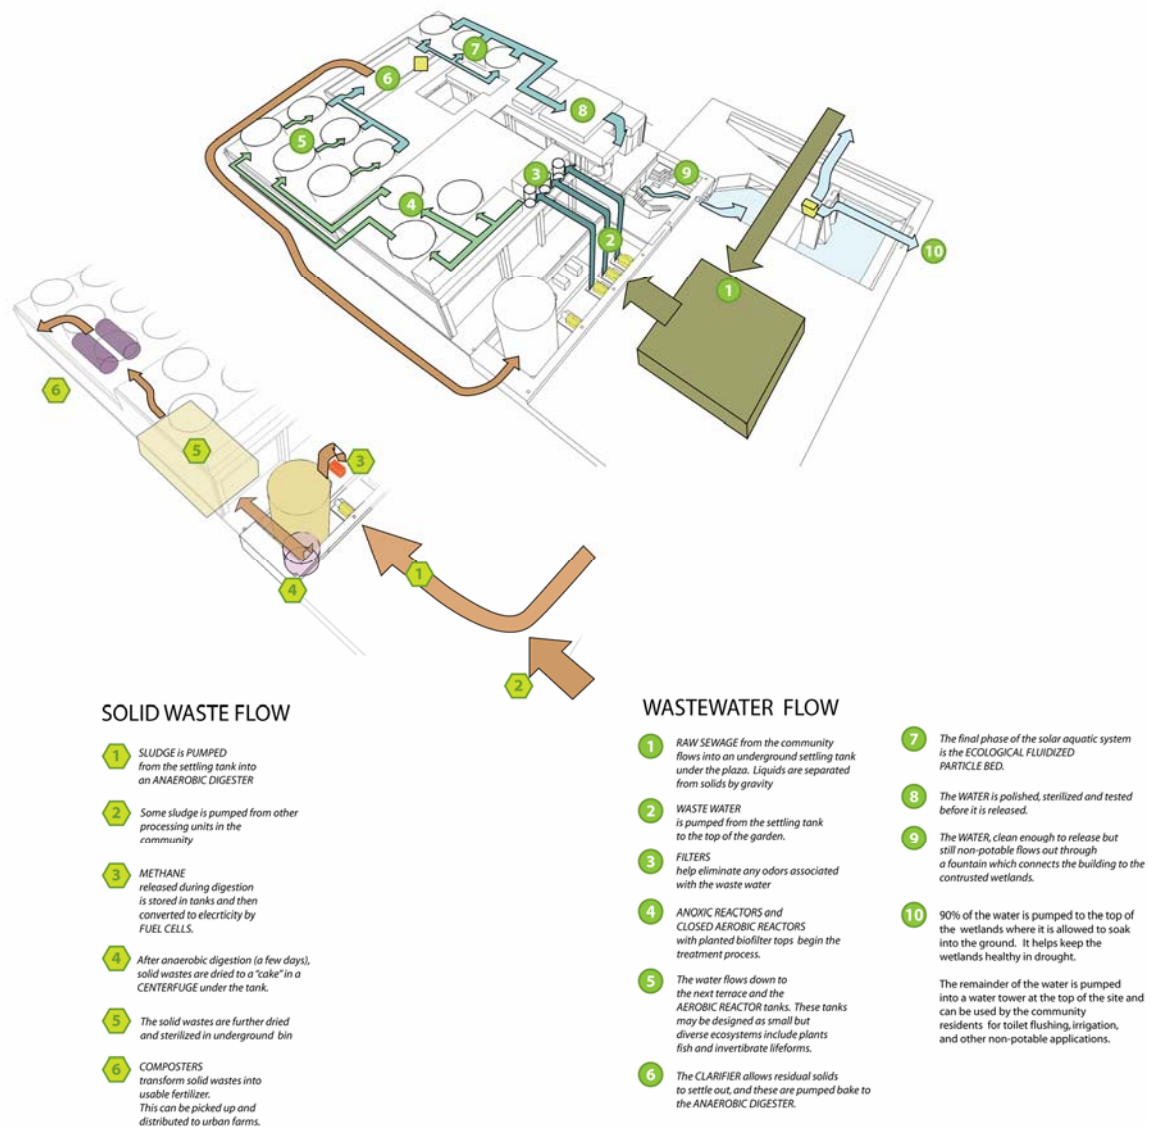 7
6
8
5
3
9
4
2
10
1
6
5
3
1
4
2
SOLID WASTE FLOW
1
SLUDGE is PUMPED
from the settling tank into
an ANAEROBIC DIGESTER
2
Some sludge is pumped from other
processing units in the
community
3
METHANE
released during digestion
is stored in tanks and then
converted to elecrticity by
FUEL CELLS.
4
After anaerobic digestion (a few days),
solid wastes are dried to a "cake" in a
CENTERFUGE under the tank.
5
The solid wastes are further dried
and sterilized in underground bin
6
COMPOSTERS
transform solid wastes into
usable fertilizer.
This can be picked up and
distributed to urban farms.
WASTEWATER FLOW
1
RAW SEWAGE from the community
flows into an underground settling tank
under the plaza. Liquids are separated
from solids by gravity
2
WASTE WATER
is pumped from the settling tank
to the top of the garden.
3
FILTERS
help eliminate any odors associated
with the waste water
4
ANOXIC REACTORS and
CLOSED AEROBIC REACTORS
with planted biofilter tops begin the
treatment process.
5
The water flows down to
the next terrace and the
AEROBIC REACTOR tanks. These tanks
may be designed as small but
diverse ecosystems include plants
fish and invertibrate lifeforms.
6
The CLARIFIER allows residual solids
to settle out, and these are pumped bake to
the ANAEROBIC DIGESTER.
7
The final phase of the solar aquatic system
is the ECOLOGICAL FLUIDIZED
PARTICLE BED.
8
The WATER is polished, sterilized and tested
before it is released.
9
The WATER, clean enough to release but
still non-potable flows out through
a fountain which connects the building to the
contrusted wetlands.
10
90% of the water is pumped to the top of
the wetlands where it is allowed to soak
into the ground. It helps keep the
wetlands healthy in drought.
The remainder of the water is pumped
into a water tower at the top of the site and
can be used by the community
residents for toilet flushing, irrigation,
and other non-potable applications.